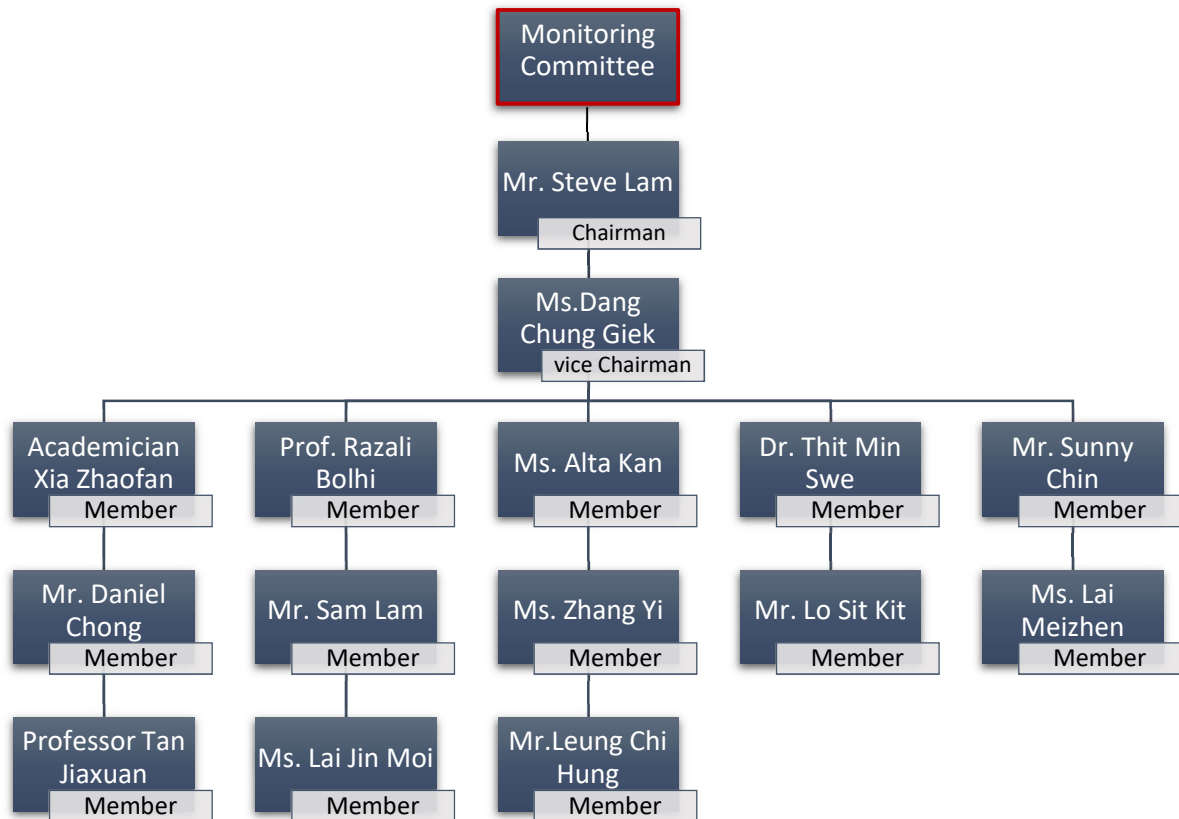 Monitoring
Committee
Mr. Steve Lam
Chairman
Ms.Dang
Chung Giek
vice Chairman
Academician
Xia Zhaofan
Member
Prof. Razali
Bolhi
Member
Ms. Alta Kan
Member
Dr. Thit Min
Swe
Member
Mr. Sunny
Chin
Member
Mr. Daniel
Chong
Member
Mr. Sam Lam
Member
Ms. Zhang Yi
Member
Mr. Lo Sit Kit
Member
Ms. Lai
Meizhen
Member
Professor Tan
Jiaxuan
Member
Ms. Lai Jin Moi
Member
Mr.Leung Chi
Hung
Member